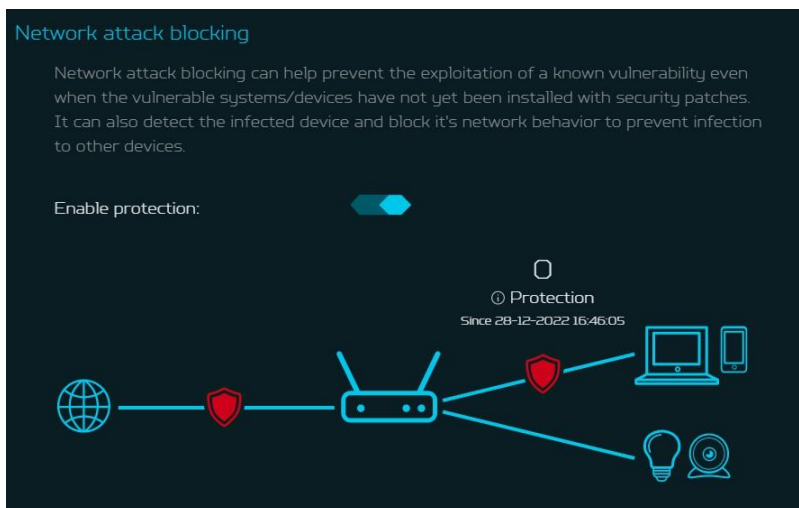 Network attack blocking
Network attack blocking can help prevent the exploitation of a known vulnerability even
when the vulnerable systems/devices have not yet been installed with security patches.
It can also detect the infected device and block it's network behavior to prevent infection
to other devices.
Enable protection:
0
Protection
Since 28-12-2022 16:46:05